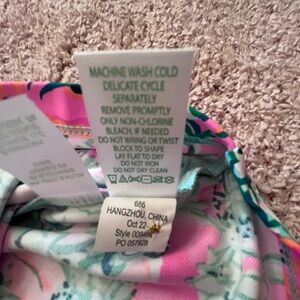 MACHINE WASH COLD
DELICATE CYCLE
SEPARATELY
REMOVE PROMPTLY
ONLY NON-CHLORINE
BLEACH, IF NEEDED
DO NOT WRING OR TWIST
BLOCK TO SHAPE
LAY FLAT TO DRY
DO NOT IRON
DO NOT DRY CLEAN
686
HANGZHOU, CHINA
Oct 22
Style
PO 057928